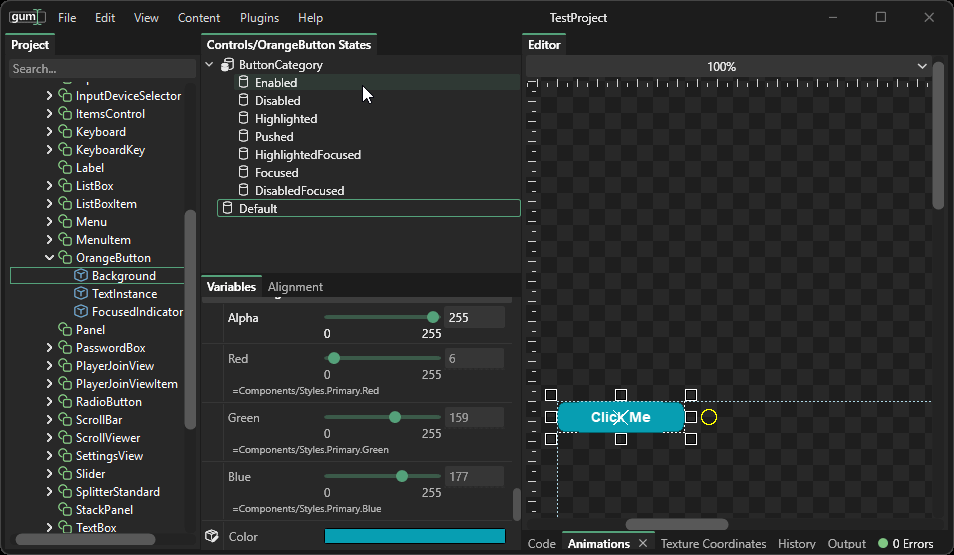 gum File Edit View Content Plugins Help TestProject
Project
Search...
InputDeviceSelector
ItemsControl
Keyboard
KeyboardKey
Label
ListBox
ListBoxItem
Menu
MenuItem
OrangeButton
Background
TextInstance
FocusedIndicator
Panel
PasswordBox
PlayerJoinView
PlayerJoinViewItem
RadioButton
ScrollBar
ScrollViewer
SettingsView
Slider
SplitterStandard
StackPanel
TextBox
Controls/OrangeButton States
ButtonCategory
Enabled
Disabled
Highlighted
Pushed
HighlightedFocused
Focused
DisabledFocused
Default
Variables Alignment
Alpha 255
0 255
Red 6
0 255
=Components/Styles.Primary.Red
Green 159
0 255
=Components/Styles.Primary.Green
Blue 177
0 255
=Components/Styles.Primary.Blue
Color
Editor
100%
Click Me
Code Animations Texture Coordinates History Output 0 Errors